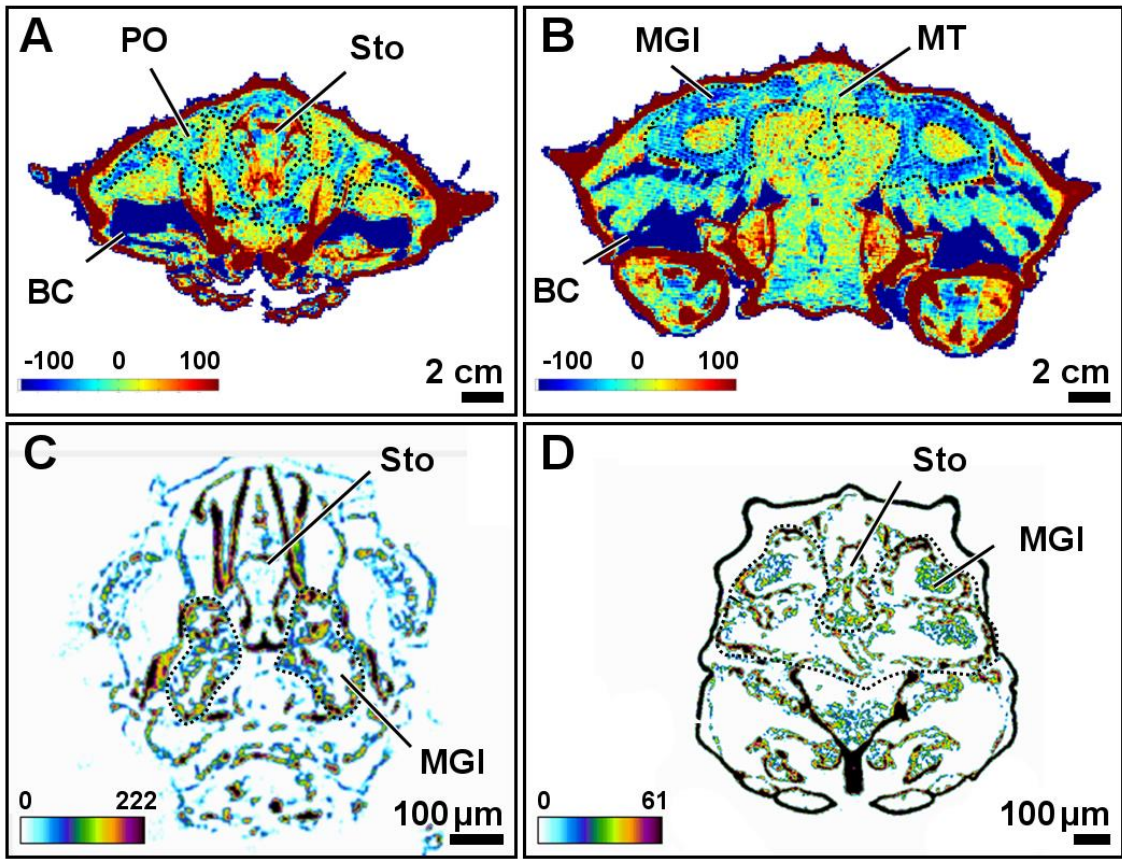 A
PO
Sto
BC
-100 0 100
2 cm
B
MGI
MT
BC
-100 0 100
2 cm
C
Sto
MGI
0 222
100 µm
D
Sto
MGI
0 61
100 µm